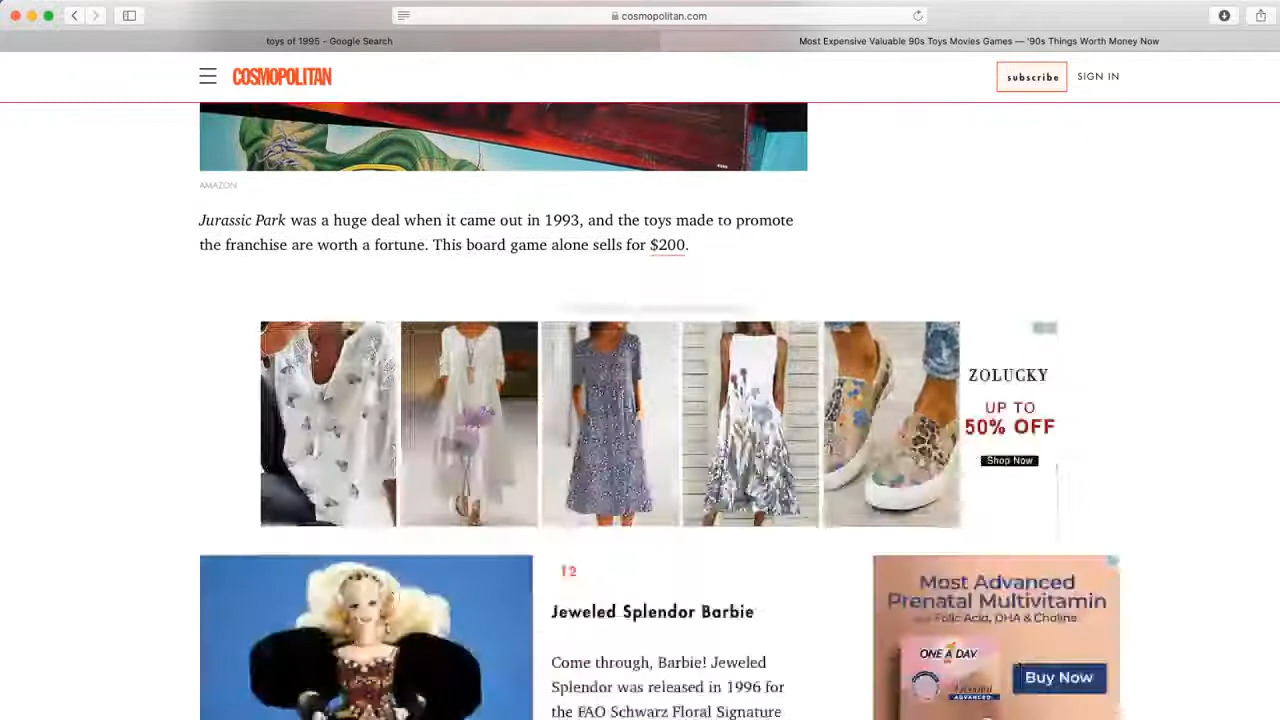 cosmopolitan.com
toys of 1995 - Google Search
Most Expensive Valuable 90s Toys Movies Games — '90s Things Worth Money Now
COSMOPOLITAN
subscribe
SIGN IN
AMAZON
Jurassic Park was a huge deal when it came out in 1993, and the toys made to promote
the franchise are worth a fortune. This board game alone sells for $200.
ZOLUCKY
UP TO
50% OFF
Shop Now
12
Jeweled Splendor Barbie
Come through, Barbie! Jeweled
Splendor was released in 1996 for
the FAO Schwarz Floral Signature
Most Advanced
Prenatal Multivitamin
Folic Acid, DHA & Choline
ONE A DAY
ADVANCED
Buy Now